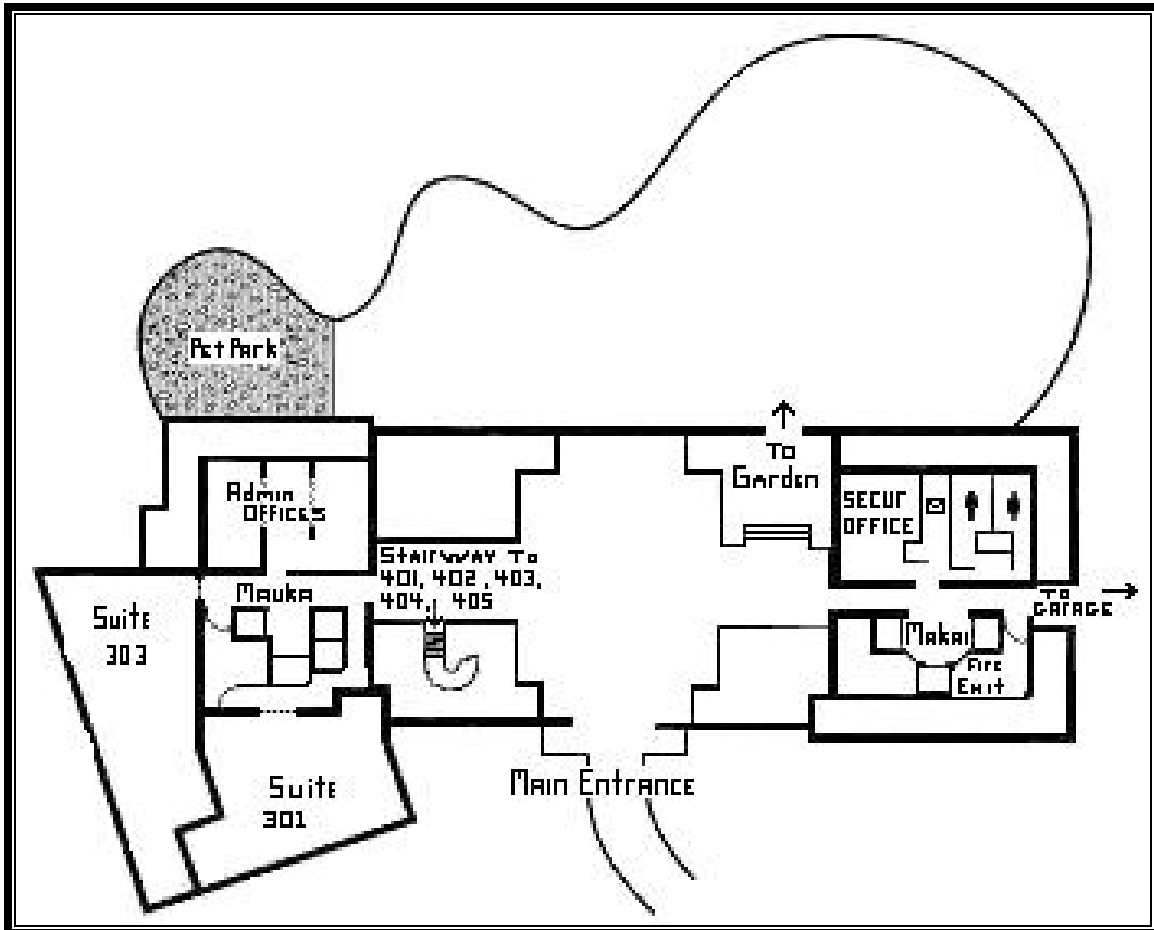 Pet Park
To
Garden
Admin
Offices
Secur
Office
Stairway to
401, 402, 403,
404, 405
Mauka
To
Garage
Suite
303
Makai
Fire
Exit
Main Entrance
Suite
301